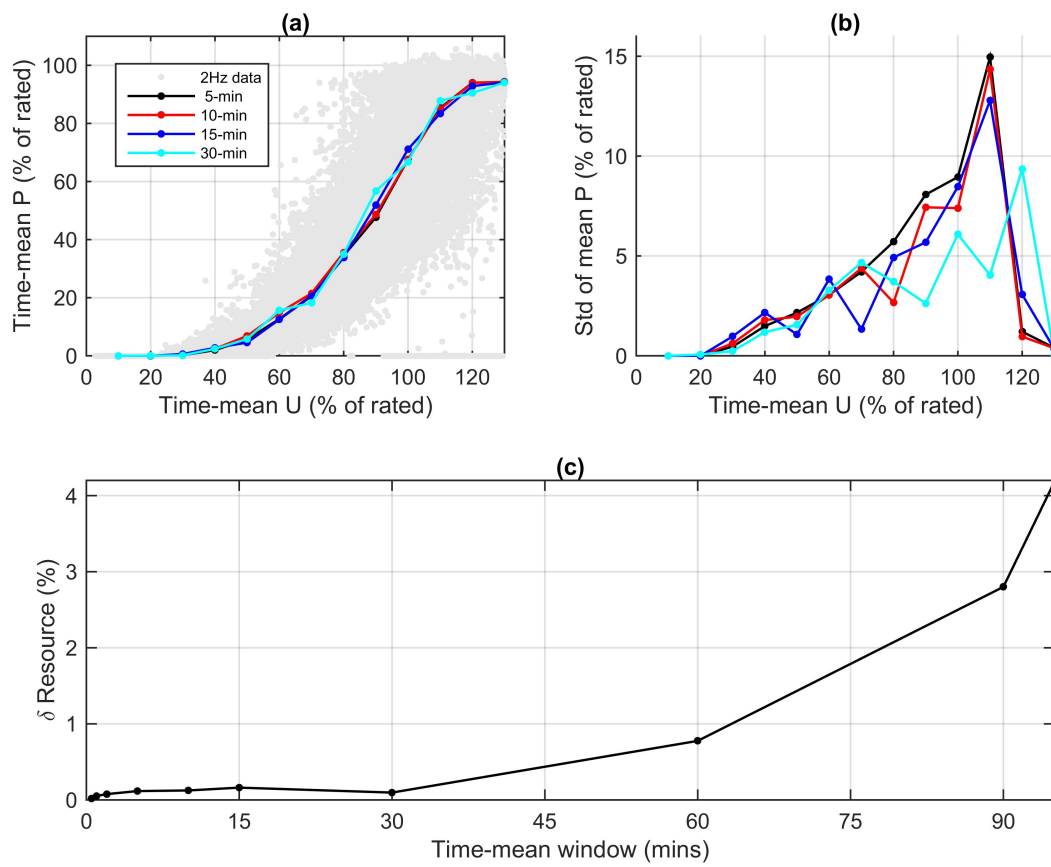 (a)
Time-mean P (% of rated)
100
80
60
40
20
0
2Hz data
5-min
10-min
15-min
30-min
0 20 40 60 80 100 120
Time-mean U (% of rated)
(b)
Std of mean P (% of rated)
15
10
5
0
0 20 40 60 80 100 120
Time-mean U (% of rated)
(c)
δ Resource (%)
4
3
2
1
0
0 15 30 45 60 75 90
Time-mean window (mins)